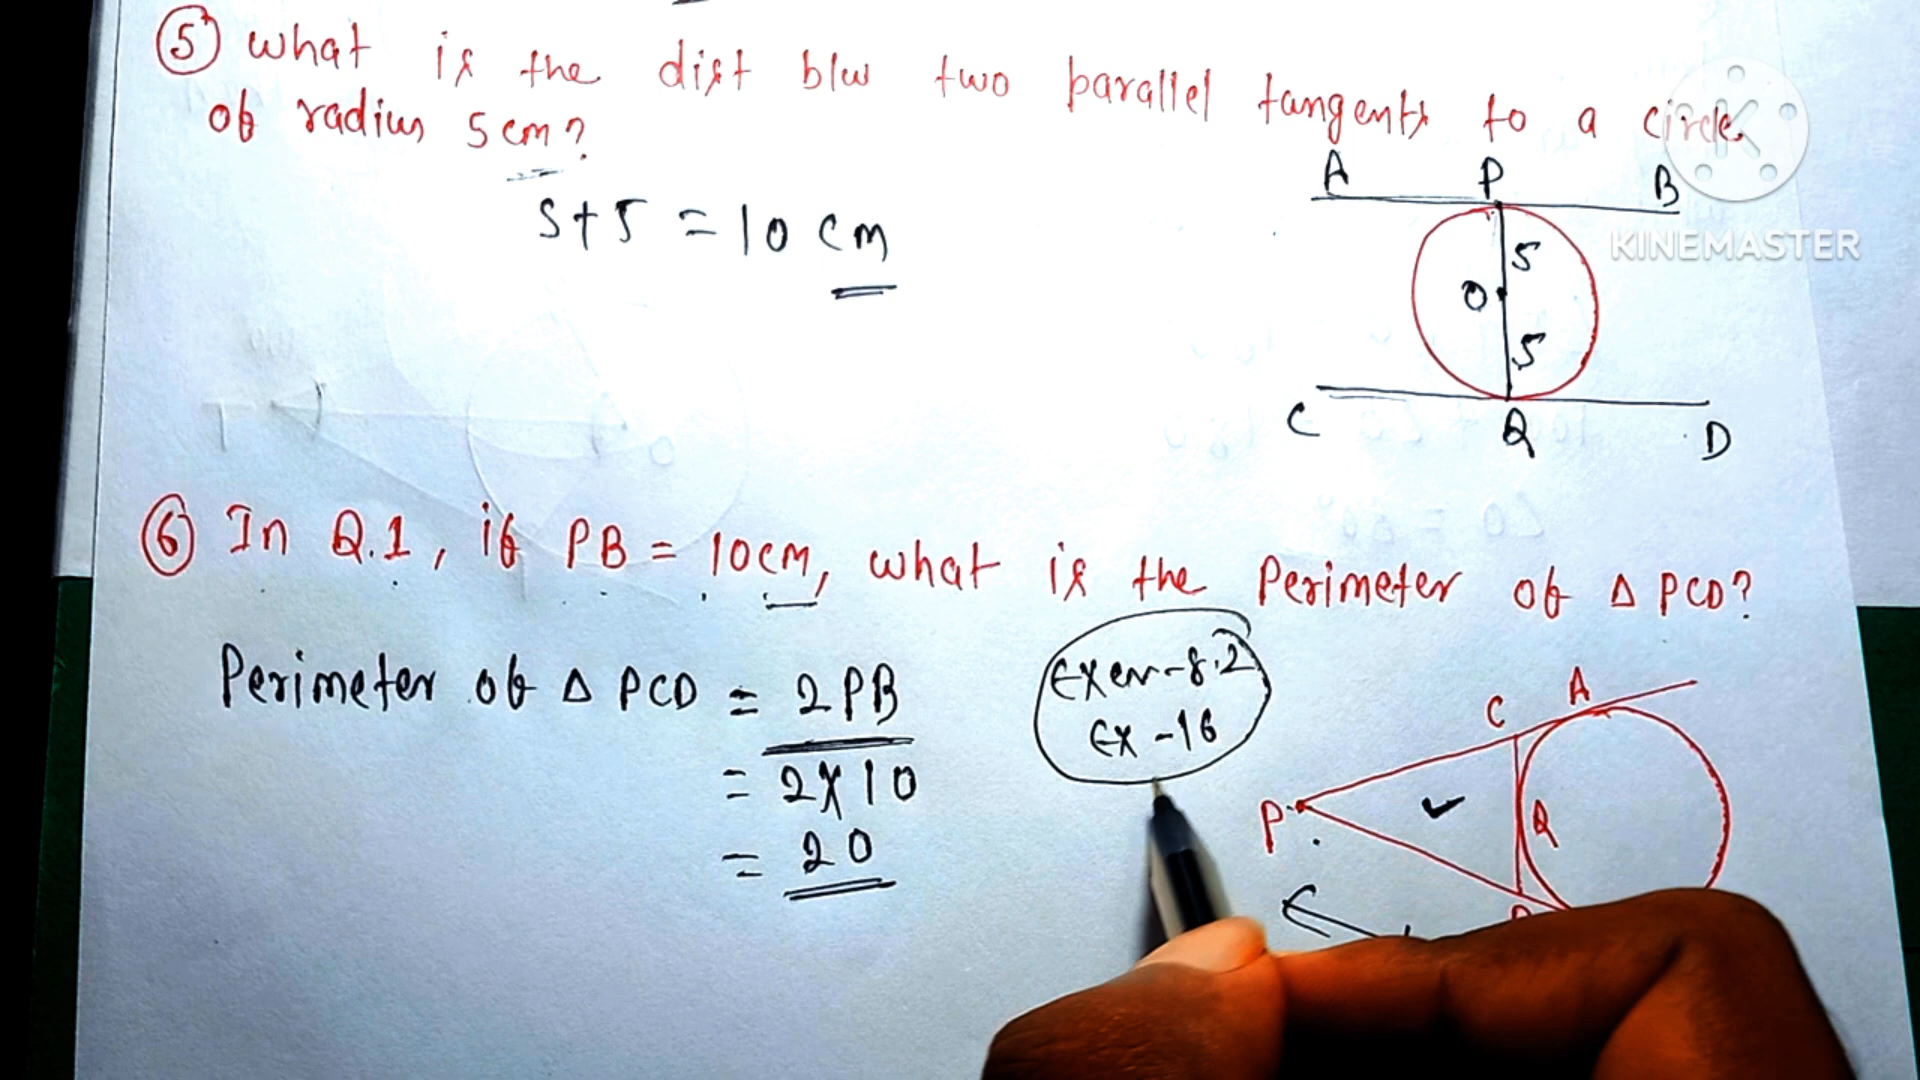 5 What is the dist b/w two parallel tangents to a circle
of radius 5 cm?
5+5 = 10 cm
A P B
5
O
5
C Q D
KINEMASTER
6 In Q.1, if PB = 10cm, what is the Perimeter of Δ PCD?
Perimeter of Δ PCD = 2PB
= 2×10
= 20
Exer-8.2
Ex-16
C A
P Q